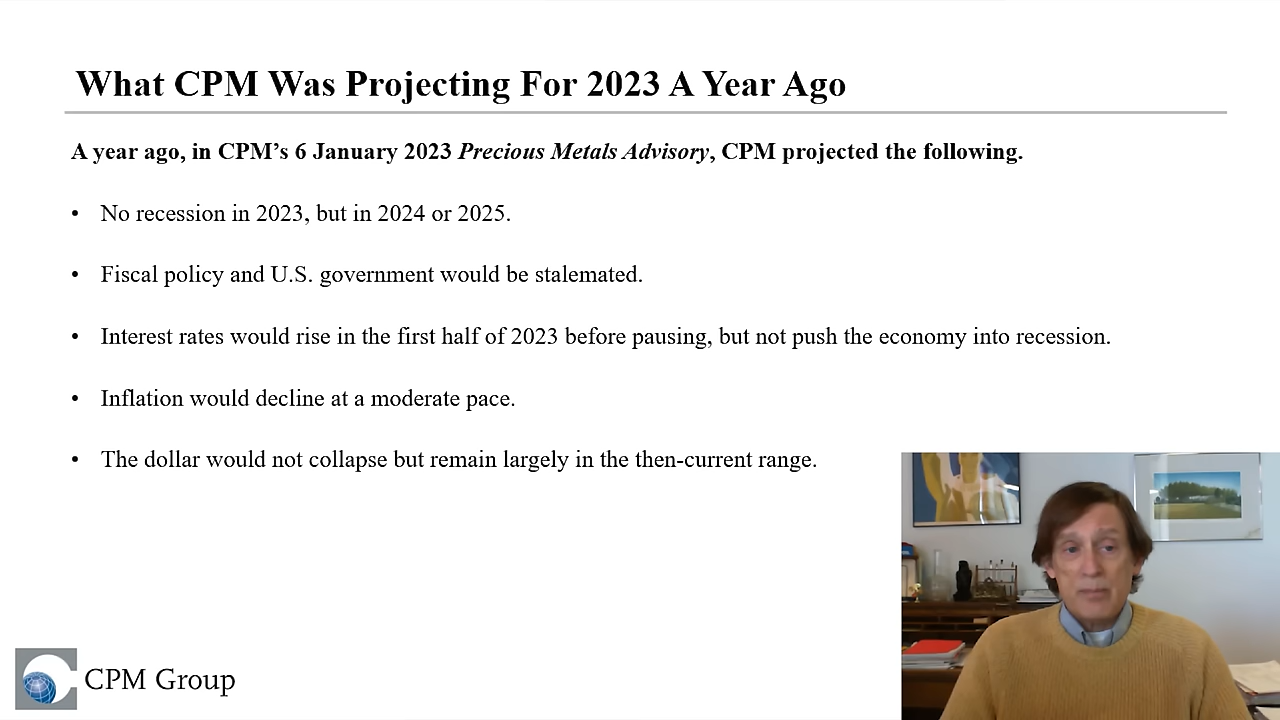 What CPM Was Projecting For 2023 A Year Ago
A year ago, in CPM’s 6 January 2023 Precious Metals Advisory, CPM projected the following.
• No recession in 2023, but in 2024 or 2025.
• Fiscal policy and U.S. government would be stalemated.
• Interest rates would rise in the first half of 2023 before pausing, but not push the economy into recession.
• Inflation would decline at a moderate pace.
• The dollar would not collapse but remain largely in the then-current range.
CPM Group